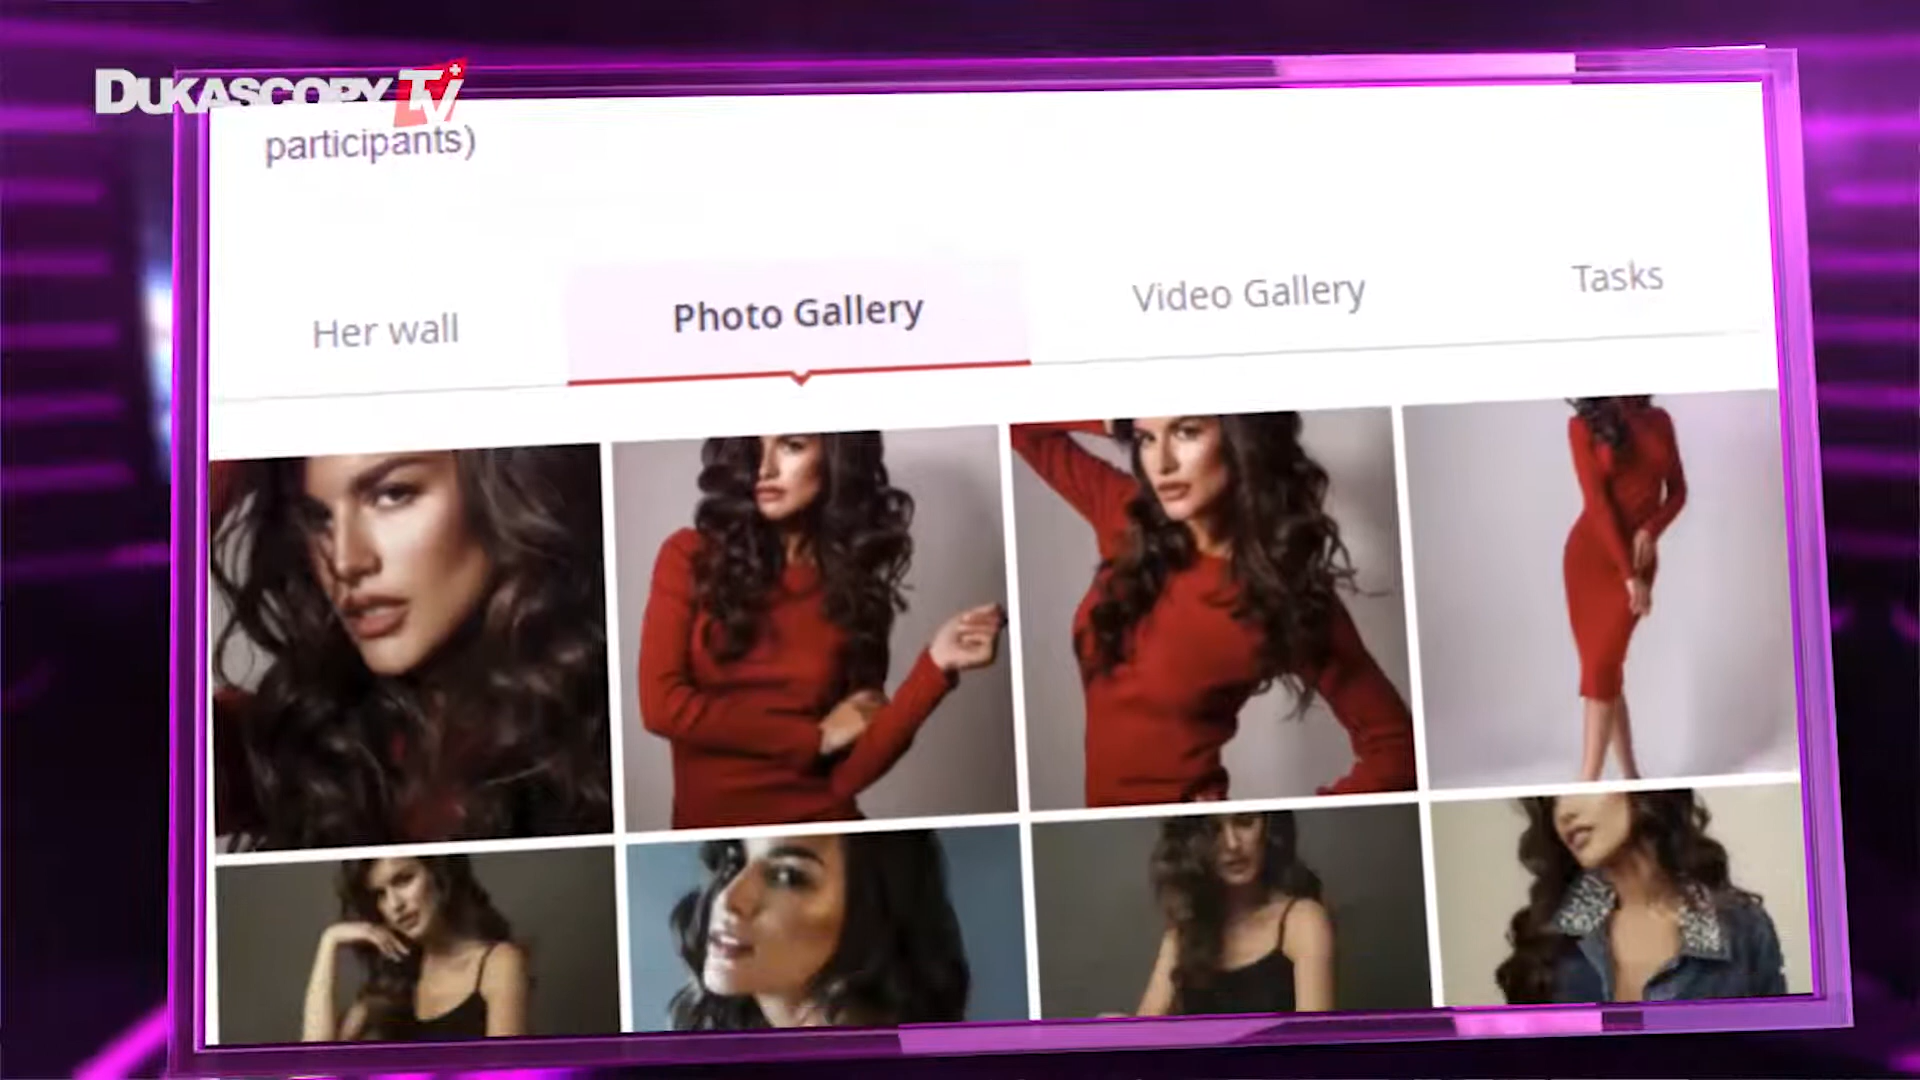 DUKASCOPY TV
participants)
Her wall
Photo Gallery
Video Gallery
Tasks